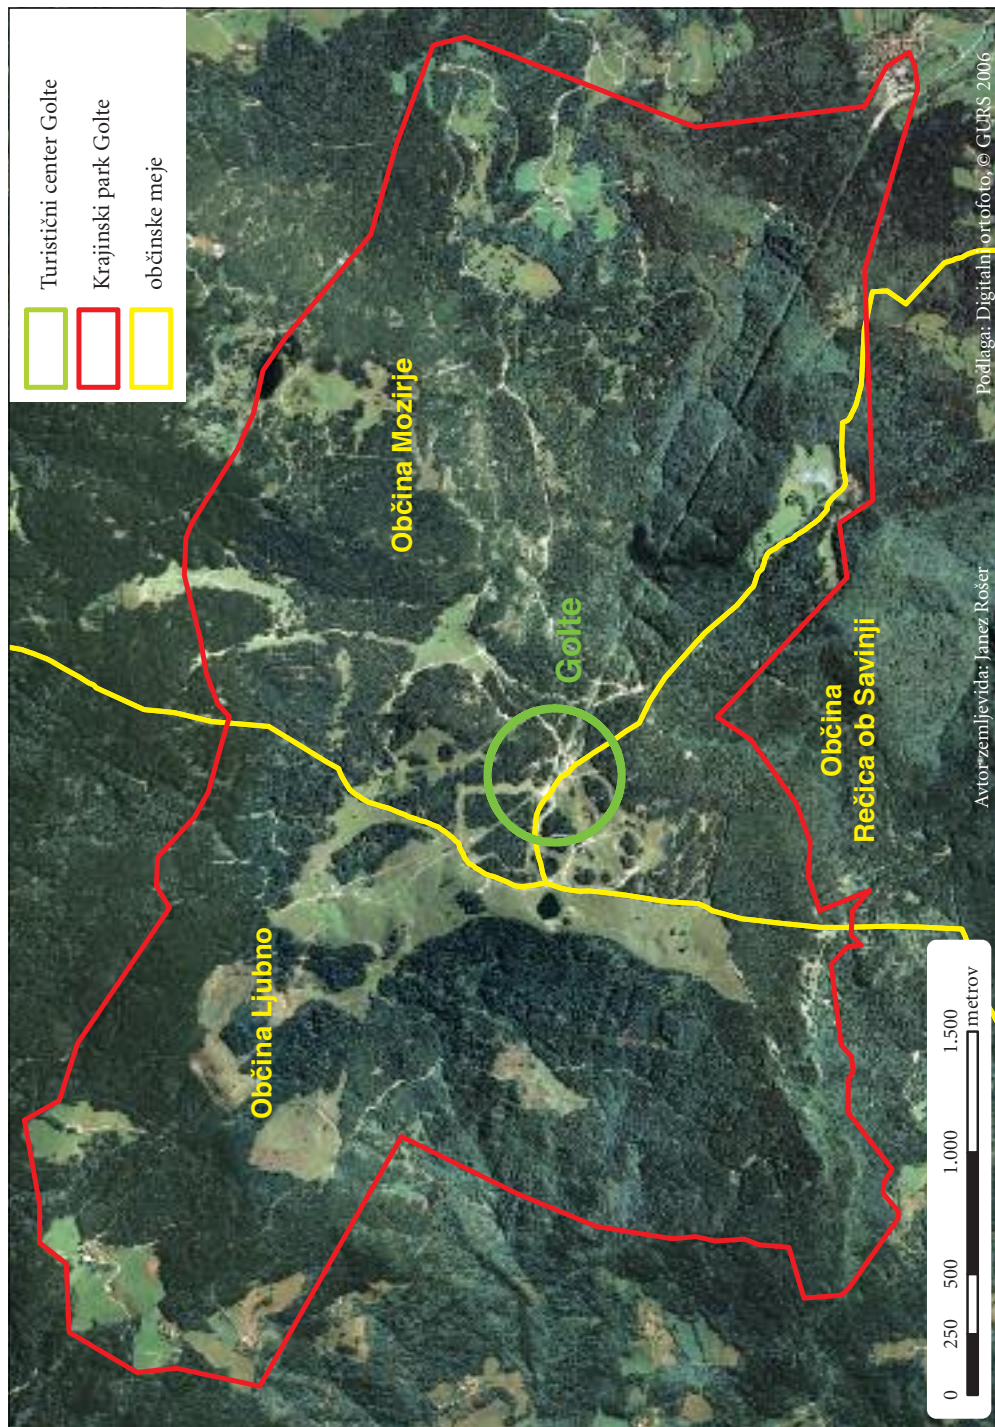 Turistični center Golte
Krajinski park Golte
občinske meje
Občina Mozirje
Občina Ljubno
Golte
Občina
Rečica ob Savinji
0 250 500 1.000 1.500
metrov
Avtor zemljevida: Janez Rošer
Podlaga: Digitalni ortofoto, © GURS 2006